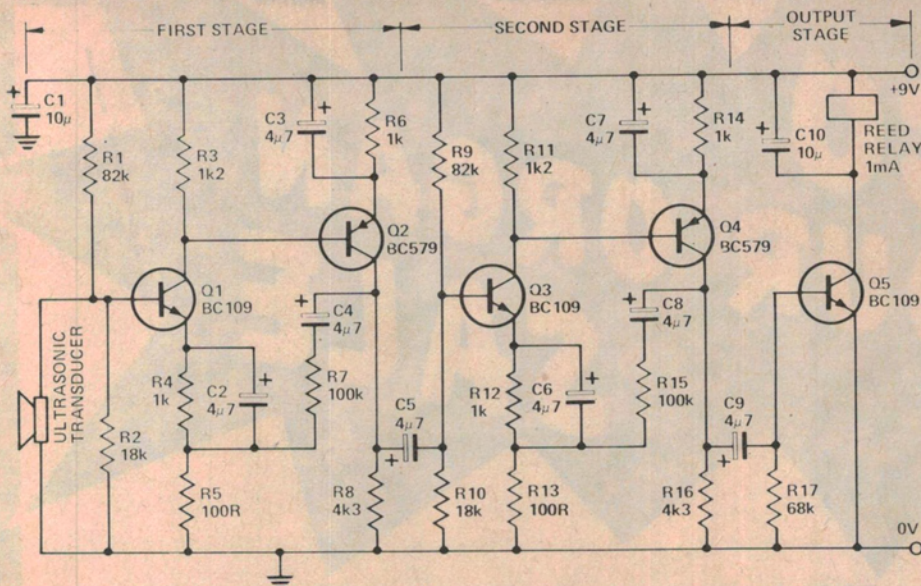 FIRST STAGE
SECOND STAGE
OUTPUT
STAGE
+
C1
10μ
R1
82k
R3
1k2
C3
4μ7
+
R6
1k
R9
82k
R11
1k2
C7
4μ7
+
R14
1k
+
C10
10μ
+9V
REED
RELAY
1mA
Q2
BC579
Q4
BC579
Q1
BC109
Q3
BC109
Q5
BC109
+
C4
4μ7
+
C8
4μ7
ULTRASONIC
TRANSDUCER
R2
18k
R4
1k
C2
4μ7
+
R7
100k
C5
4μ7
+
R12
1k
C6
4μ7
+
R15
100k
C9
4μ7
+
R5
100R
R8
4k3
R10
18k
R13
100R
R16
4k3
R17
68k
0V